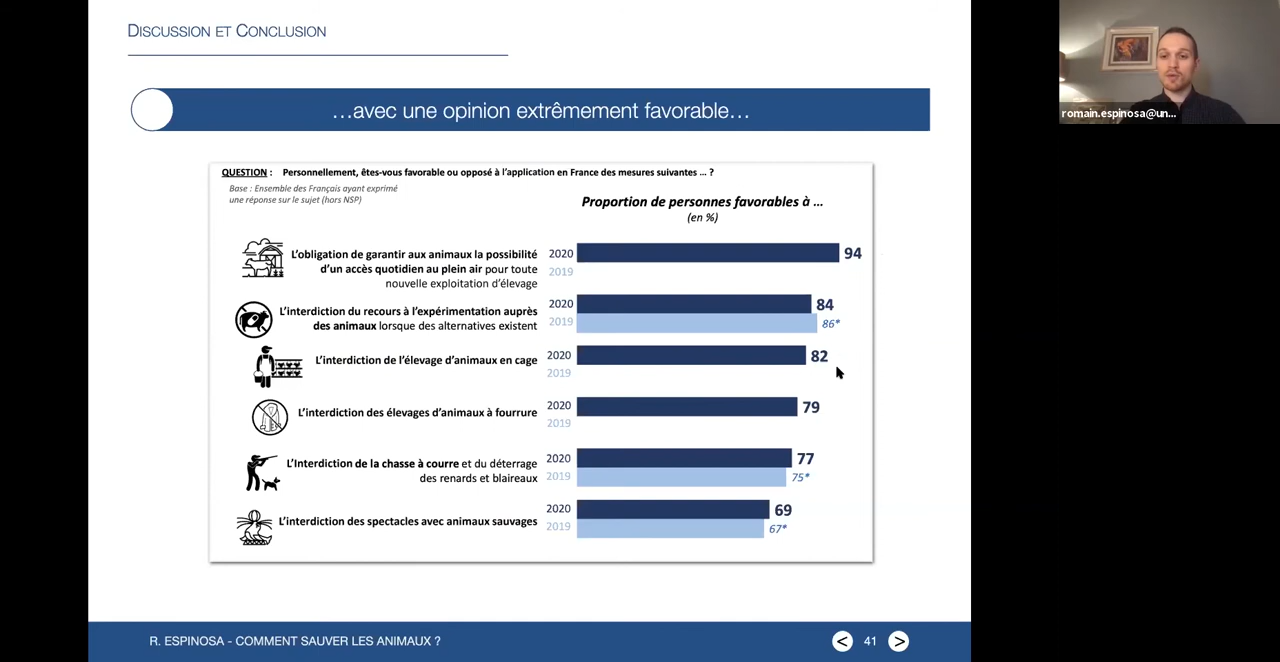 DISCUSSION ET CONCLUSION
…avec une opinion extrêmement favorable…
QUESTION : Personnellement, êtes-vous favorable ou opposé à l'application en France des mesures suivantes … ?
Base : Ensemble des Français ayant exprimé
une réponse sur le sujet (hors NSP)
Proportion de personnes favorables à …
(en %)
L'obligation de garantir aux animaux la possibilité
d'un accès quotidien au plein air pour toute
nouvelle exploitation d'élevage
2020 94
2019
L'interdiction du recours à l'expérimentation auprès
des animaux lorsque des alternatives existent
2020 84
2019 86*
L'interdiction de l'élevage d'animaux en cage
2020 82
2019
L'interdiction des élevages d'animaux à fourrure
2020 79
2019
L'Interdiction de la chasse à courre et du déterrage
des renards et blaireaux
2020 77
2019 75*
L'interdiction des spectacles avec animaux sauvages
2020 69
2019 67*
R. ESPINOSA - COMMENT SAUVER LES ANIMAUX ?
< 41 >
romain.espinosa@un...